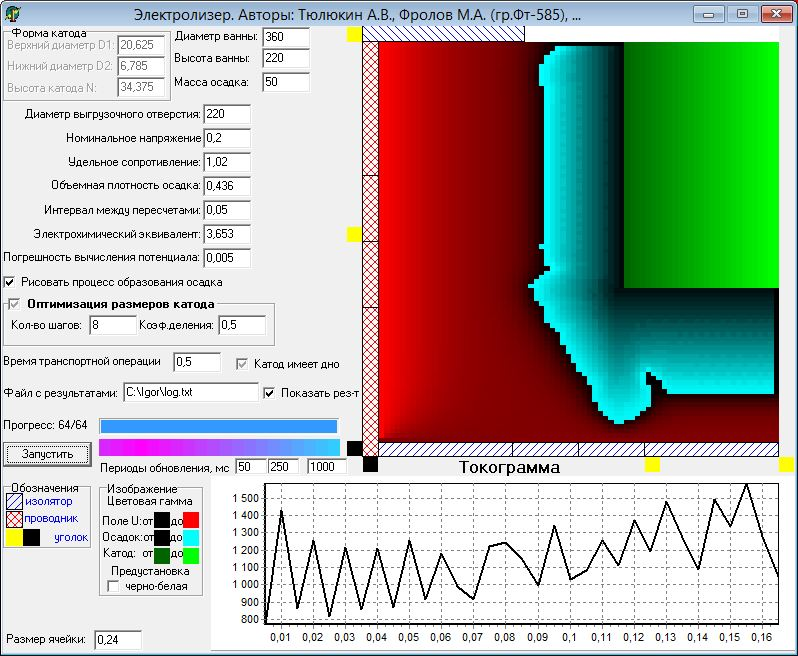 Электролизер. Авторы: Тюлюкин А.В., Фролов М.А. (гр.Фт-585), ...
Форма катода
Верхний диаметр D1: 20,625
Нижний диаметр D2: 6,785
Высота катода N: 34,375
Диаметр ванны: 360
Высота ванны: 220
Масса осадка: 50
Диаметр выгрузочного отверстия: 220
Номинальное напряжение 0,2
Удельное сопротивление: 1,02
Объемная плотность осадка: 0,436
Интервал между пересчетами: 0,05
Электрохимический эквивалент: 3,653
Погрешность вычисления потенциала: 0,005
Рисовать процесс образования осадка
Оптимизация размеров катода
Кол-во шагов: 8 Коэф.деления: 0,5
Время транспортной операции 0,5 Катод имеет дно
Файл с результатами: C:\Igor\log.txt Показать рез-т
Прогресс: 64/64
Запустить
Периоды обновления, мс 50 250 1000
Обозначения
изолятор
проводник
уголок
Изображение
Цветовая гамма
Поле U: от до
Осадок: от до
Катод: от до
Предустановка
черно-белая
Размер ячейки: 0,24
Токограмма
1 500
1 400
1 300
1 200
1 100
1 000
900
800
0,01 0,02 0,03 0,04 0,05 0,06 0,07 0,08 0,09 0,1 0,11 0,12 0,13 0,14 0,15 0,16